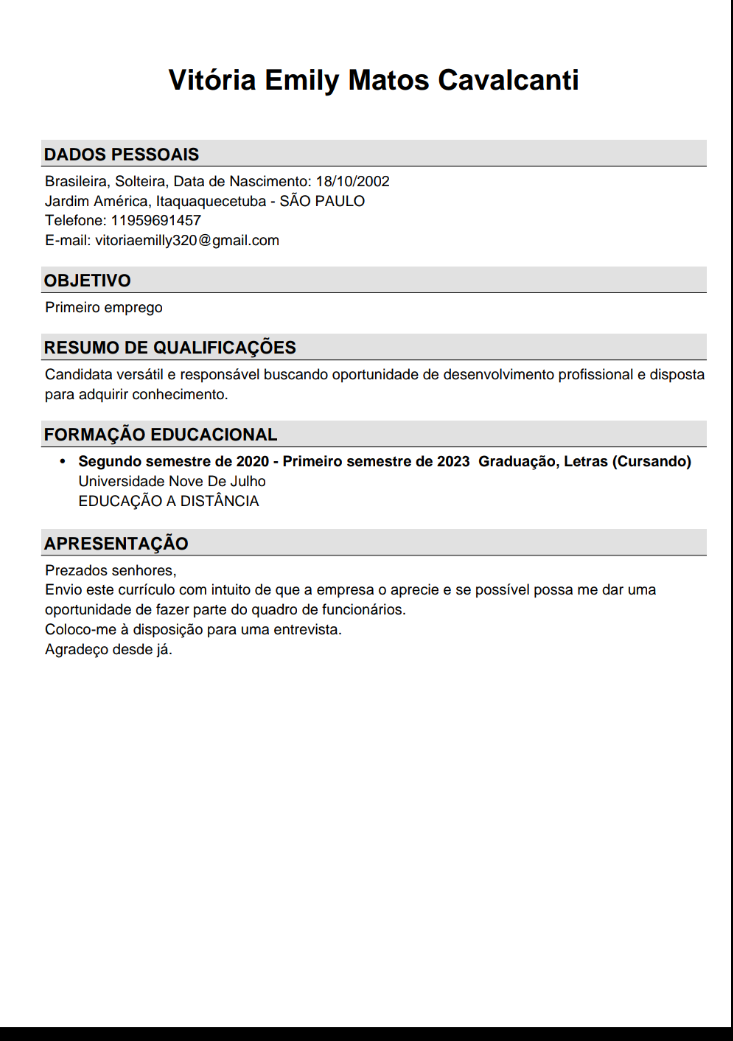 Vitória Emily Matos Cavalcanti
DADOS PESSOAIS
Brasileira, Solteira, Data de Nascimento: 18/10/2002
Jardim América, Itaquaquecetuba - SÃO PAULO
Telefone: 11959691457
E-mail: vitoriaemilly320@gmail.com
OBJETIVO
Primeiro emprego
RESUMO DE QUALIFICAÇÕES
Candidata versátil e responsável buscando oportunidade de desenvolvimento profissional e disposta
para adquirir conhecimento.
FORMAÇÃO EDUCACIONAL
• Segundo semestre de 2020 - Primeiro semestre de 2023 Graduação, Letras (Cursando)
Universidade Nove De Julho
EDUCAÇÃO A DISTÂNCIA
APRESENTAÇÃO
Prezados senhores,
Envio este currículo com intuito de que a empresa o aprecie e se possível possa me dar uma
oportunidade de fazer parte do quadro de funcionários.
Coloco-me à disposição para uma entrevista.
Agradeço desde já.